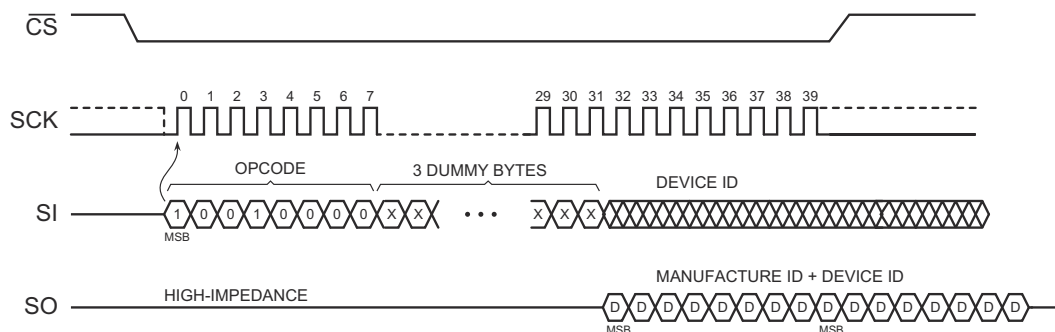 CS
0 1 2 3 4 5 6 7 29 30 31 32 33 34 35 36 37 38 39
SCK
OPCODE 3 DUMMY BYTES DEVICE ID
SI 1 0 0 1 0 0 0 0 X X • • • X X X
MSB
MANUFACTURE ID + DEVICE ID
SO HIGH-IMPEDANCE D D D D D D D D D D D D D D D D
MSB MSB